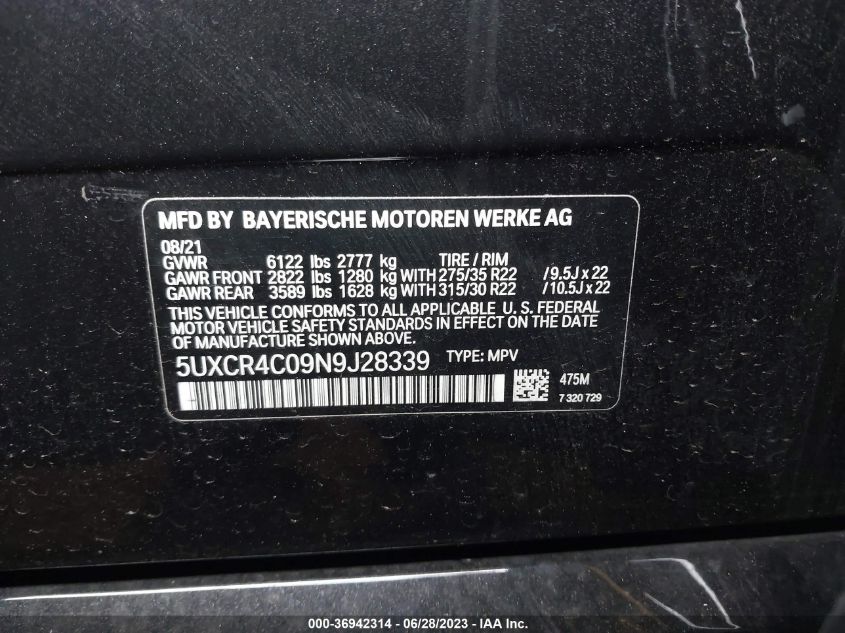 MFD BY BAYERISCHE MOTOREN WERKE AG
08/21
GVWR 6122 lbs 2777 kg TIRE / RIM
GAWR FRONT 2822 lbs 1280 kg WITH 275/35 R22 / 9.5J x 22
GAWR REAR 3589 lbs 1628 kg WITH 315/30 R22 / 10.5J x 22
THIS VEHICLE CONFORMS TO ALL APPLICABLE U. S. FEDERAL
MOTOR VEHICLE SAFETY STANDARDS IN EFFECT ON THE DATE
OF MANUFACTURE SHOWN ABOVE.
5UXCR4C09N9J28339 TYPE: MPV
475M
7 320 729
000-36942314 - 06/28/2023 - IAA Inc.